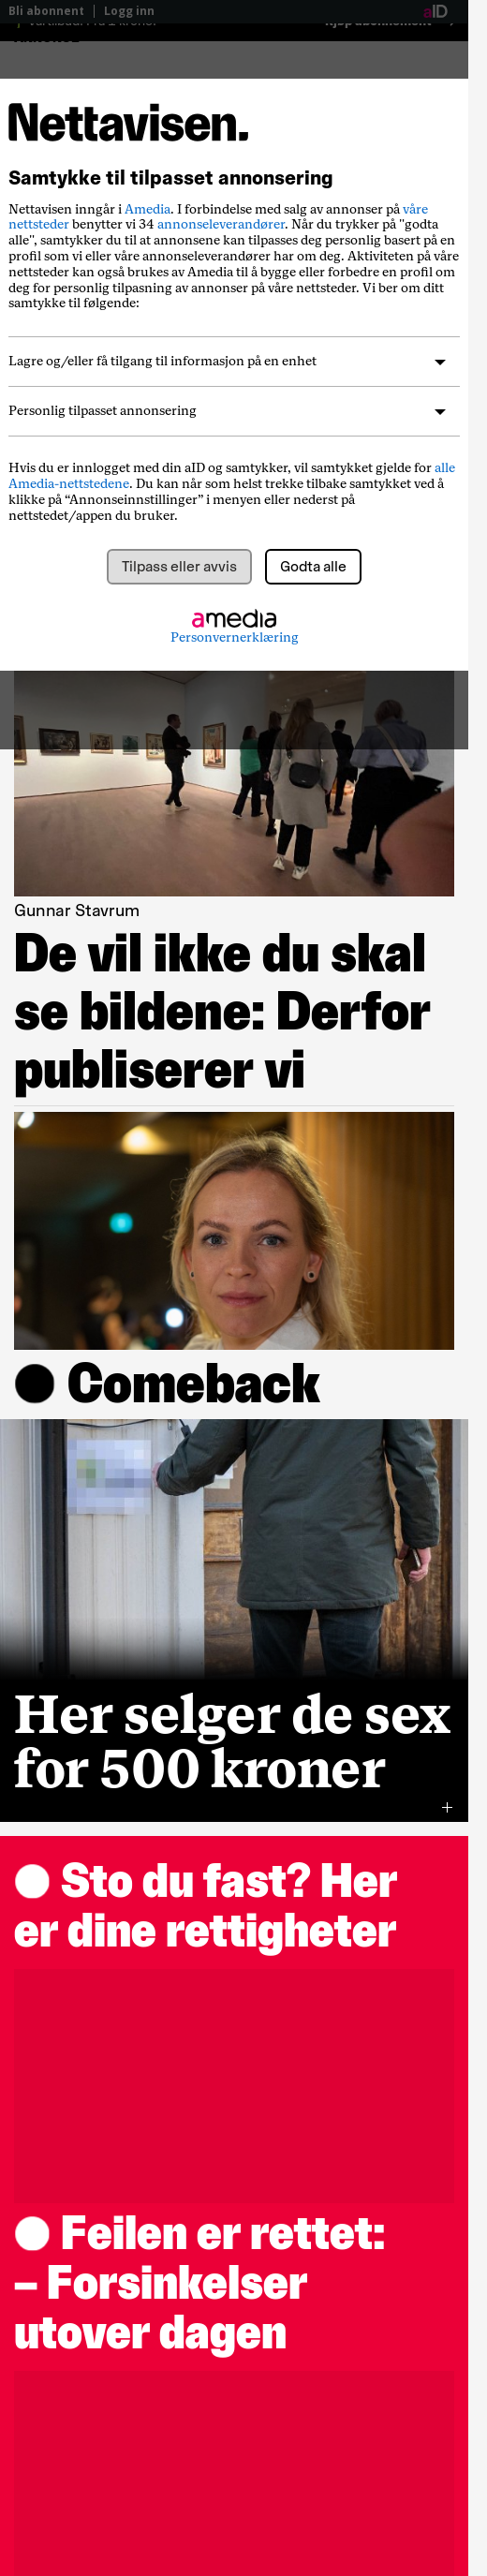 Bli abonnent | Logg inn
aID
Nettavisen.
Samtykke til tilpasset annonsering
Nettavisen inngår i Amedia. I forbindelse med salg av annonser på våre
nettsteder benytter vi 34 annonseleverandører. Når du trykker på "godta
alle", samtykker du til at annonsene kan tilpasses deg personlig basert på en
profil som vi eller våre annonseleverandører har om deg. Aktiviteten på våre
nettsteder kan også brukes av Amedia til å bygge eller forbedre en profil om
deg for personlig tilpasning av annonser på våre nettsteder. Vi ber om ditt
samtykke til følgende:
Lagre og/eller få tilgang til informasjon på en enhet
Personlig tilpasset annonsering
Hvis du er innlogget med din aID og samtykker, vil samtykket gjelde for alle
Amedia-nettstedene. Du kan når som helst trekke tilbake samtykket ved å
klikke på “Annonseinnstillinger” i menyen eller nederst på
nettstedet/appen du bruker.
Tilpass eller avvis
Godta alle
amedia
Personvernerklæring
Gunnar Stavrum
De vil ikke du skal
se bildene: Derfor
publiserer vi
Comeback
Her selger de sex
for 500 kroner
Sto du fast? Her
er dine rettigheter
Feilen er rettet:
– Forsinkelser
utover dagen